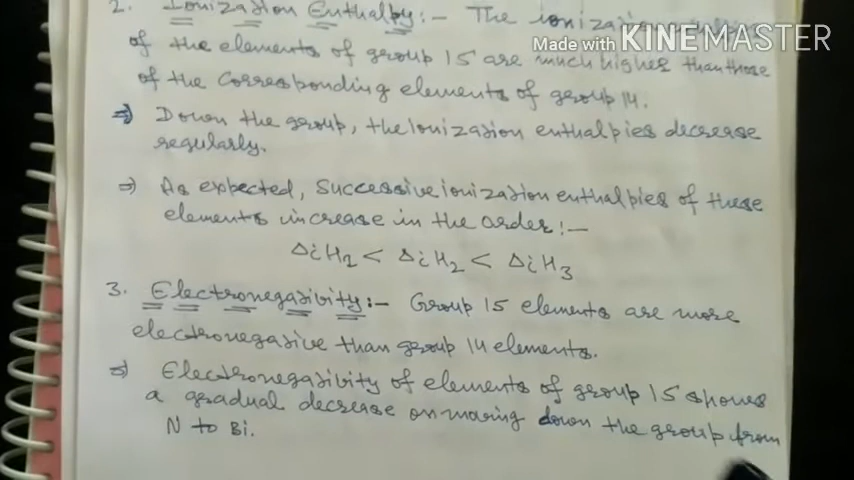 2. Ionization Enthalpy:- The ionization
Made with KINEMASTER
of the elements of group 15 are much higher than those
of the corresponding elements of group 14.
⇒ Down the group, the Ionization enthalpies decrease
regularly.
⇒ As expected, successive ionization enthalpies of these
elements increase in the order:-
ΔiH1 < ΔiH2 < ΔiH3
3. Electronegativity:- Group 15 elements are more
electronegative than group 14 elements.
⇒ Electronegativity of elements of group 15 shows
a gradual decrease on moving down the group from
N to Bi.